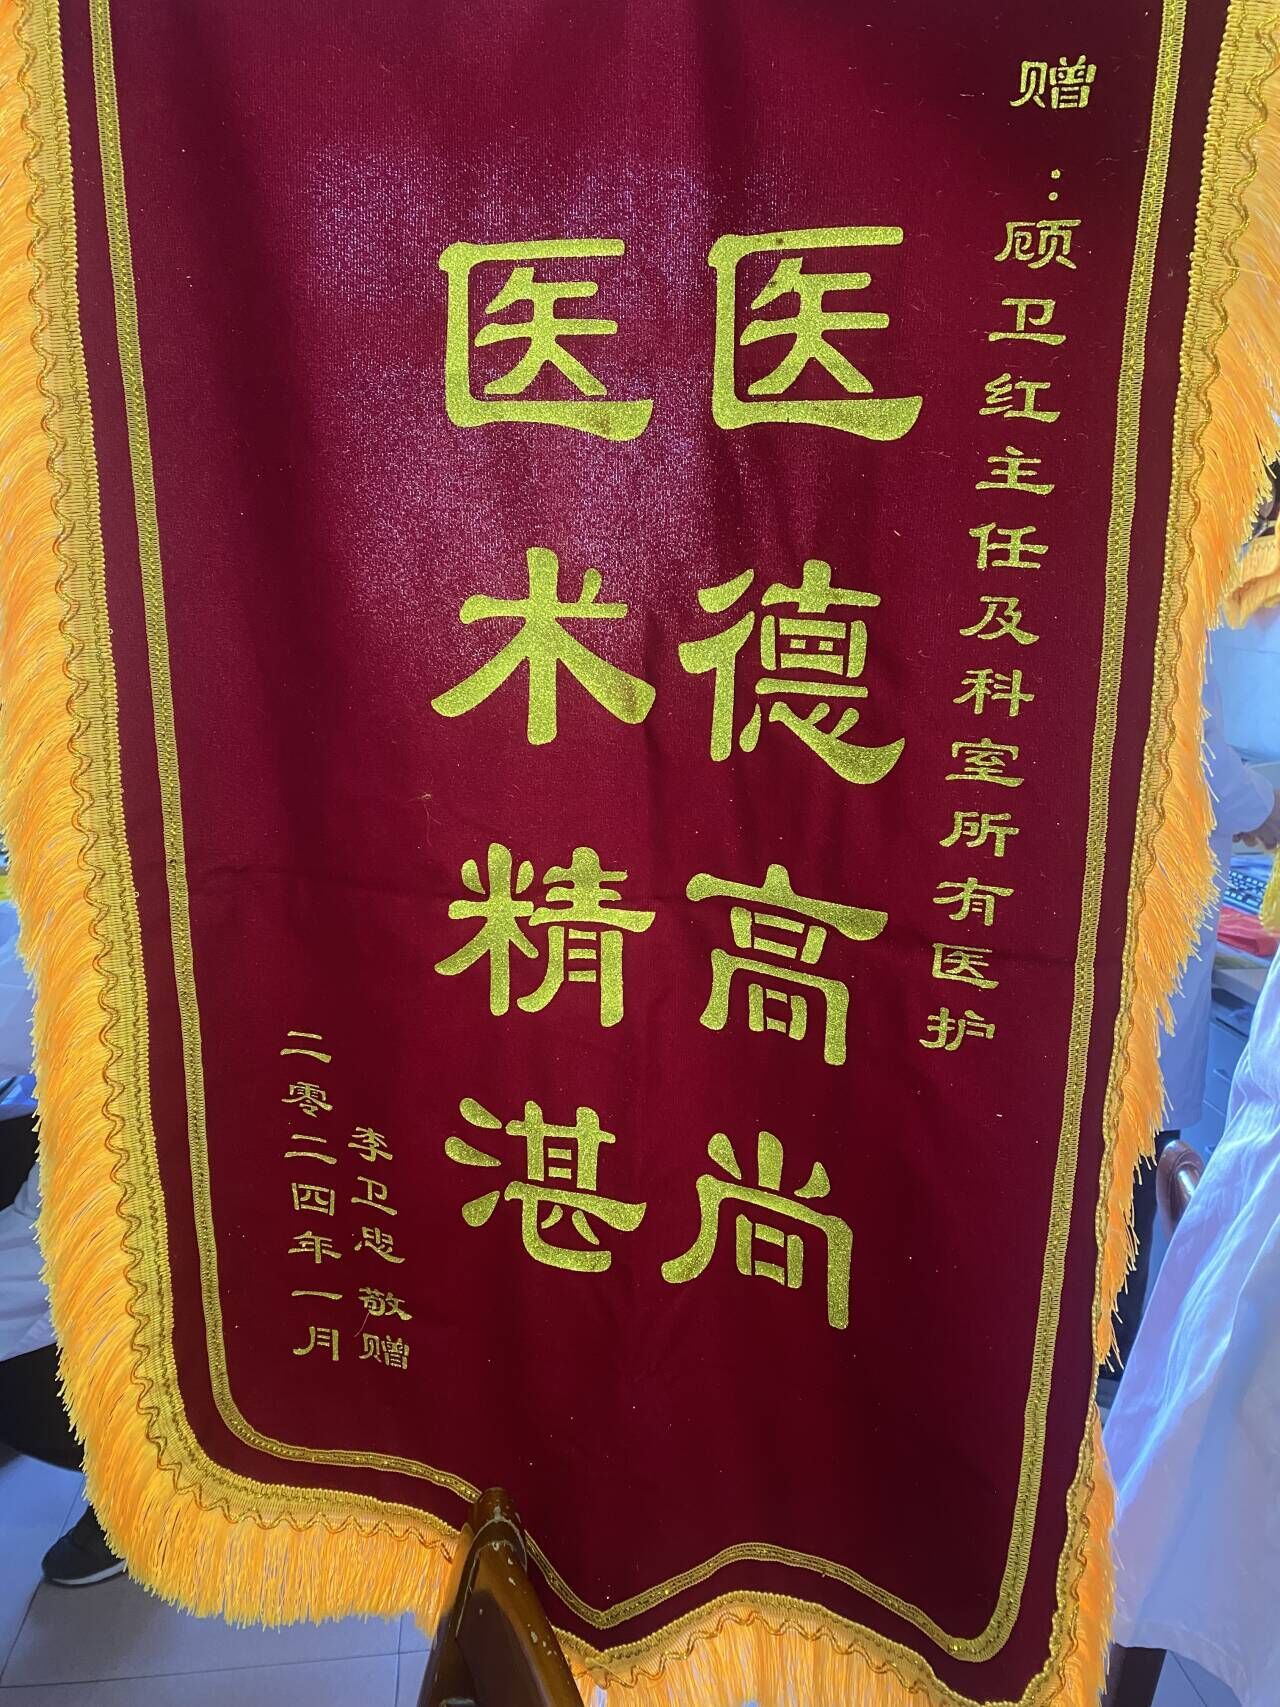 赠：顾卫红主任及科室所有医护
医德高尚
医术精湛
李卫忠敬赠
二零二四年一月